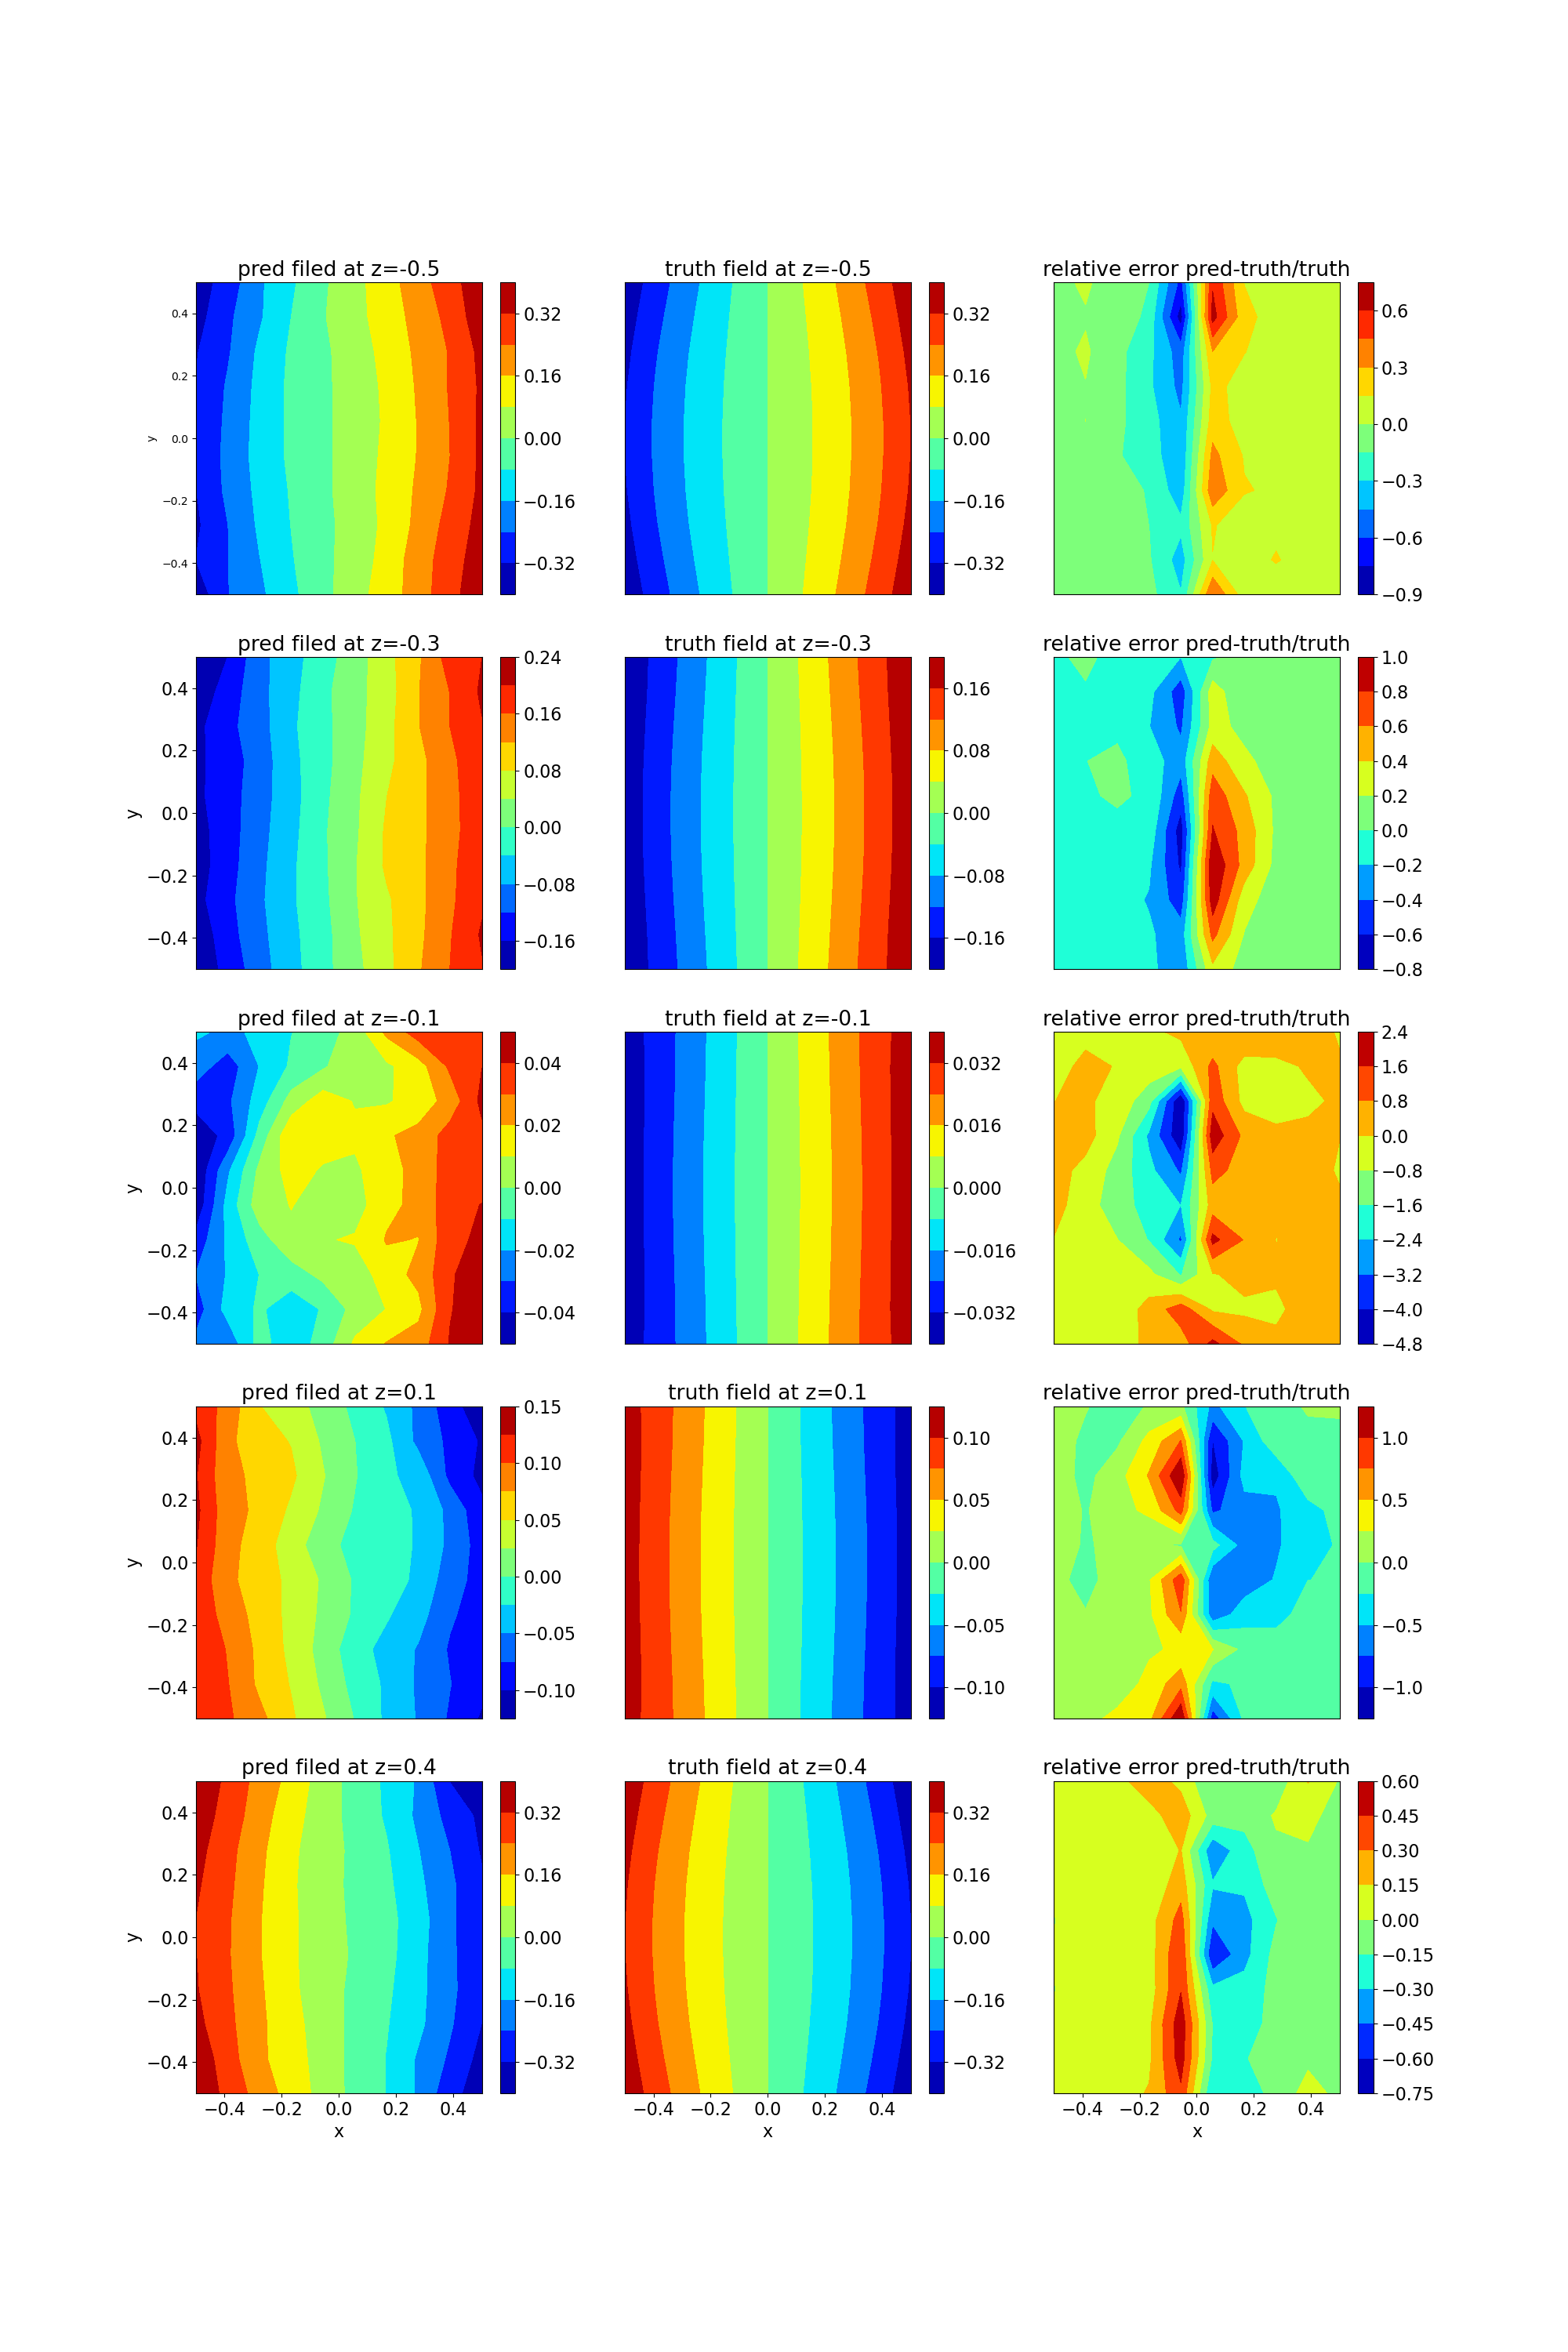 pred filed at z=-0.5 truth field at z=-0.5 relative error pred-truth/truth
0.4 0.2 0.0 −0.2 −0.4
y
0.32 0.16 0.00 −0.16 −0.32
0.32 0.16 0.00 −0.16 −0.32
0.6 0.3 0.0 −0.3 −0.6 −0.9
pred filed at z=-0.3 truth field at z=-0.3 relative error pred-truth/truth
0.4 0.2 0.0 −0.2 −0.4
y
0.24 0.16 0.08 0.00 −0.08 −0.16
0.16 0.08 0.00 −0.08 −0.16
1.0 0.8 0.6 0.4 0.2 0.0 −0.2 −0.4 −0.6 −0.8
pred filed at z=-0.1 truth field at z=-0.1 relative error pred-truth/truth
0.4 0.2 0.0 −0.2 −0.4
y
0.04 0.02 0.00 −0.02 −0.04
0.032 0.016 0.000 −0.016 −0.032
2.4 1.6 0.8 0.0 −0.8 −1.6 −2.4 −3.2 −4.0 −4.8
pred filed at z=0.1 truth field at z=0.1 relative error pred-truth/truth
0.4 0.2 0.0 −0.2 −0.4
y
0.15 0.10 0.05 0.00 −0.05 −0.10
0.10 0.05 0.00 −0.05 −0.10
1.0 0.5 0.0 −0.5 −1.0
pred filed at z=0.4 truth field at z=0.4 relative error pred-truth/truth
0.4 0.2 0.0 −0.2 −0.4
y
0.32 0.16 0.00 −0.16 −0.32
0.32 0.16 0.00 −0.16 −0.32
0.60 0.45 0.30 0.15 0.00 −0.15 −0.30 −0.45 −0.60 −0.75
−0.4 −0.2 0.0 0.2 0.4 −0.4 −0.2 0.0 0.2 0.4 −0.4 −0.2 0.0 0.2 0.4
x x x